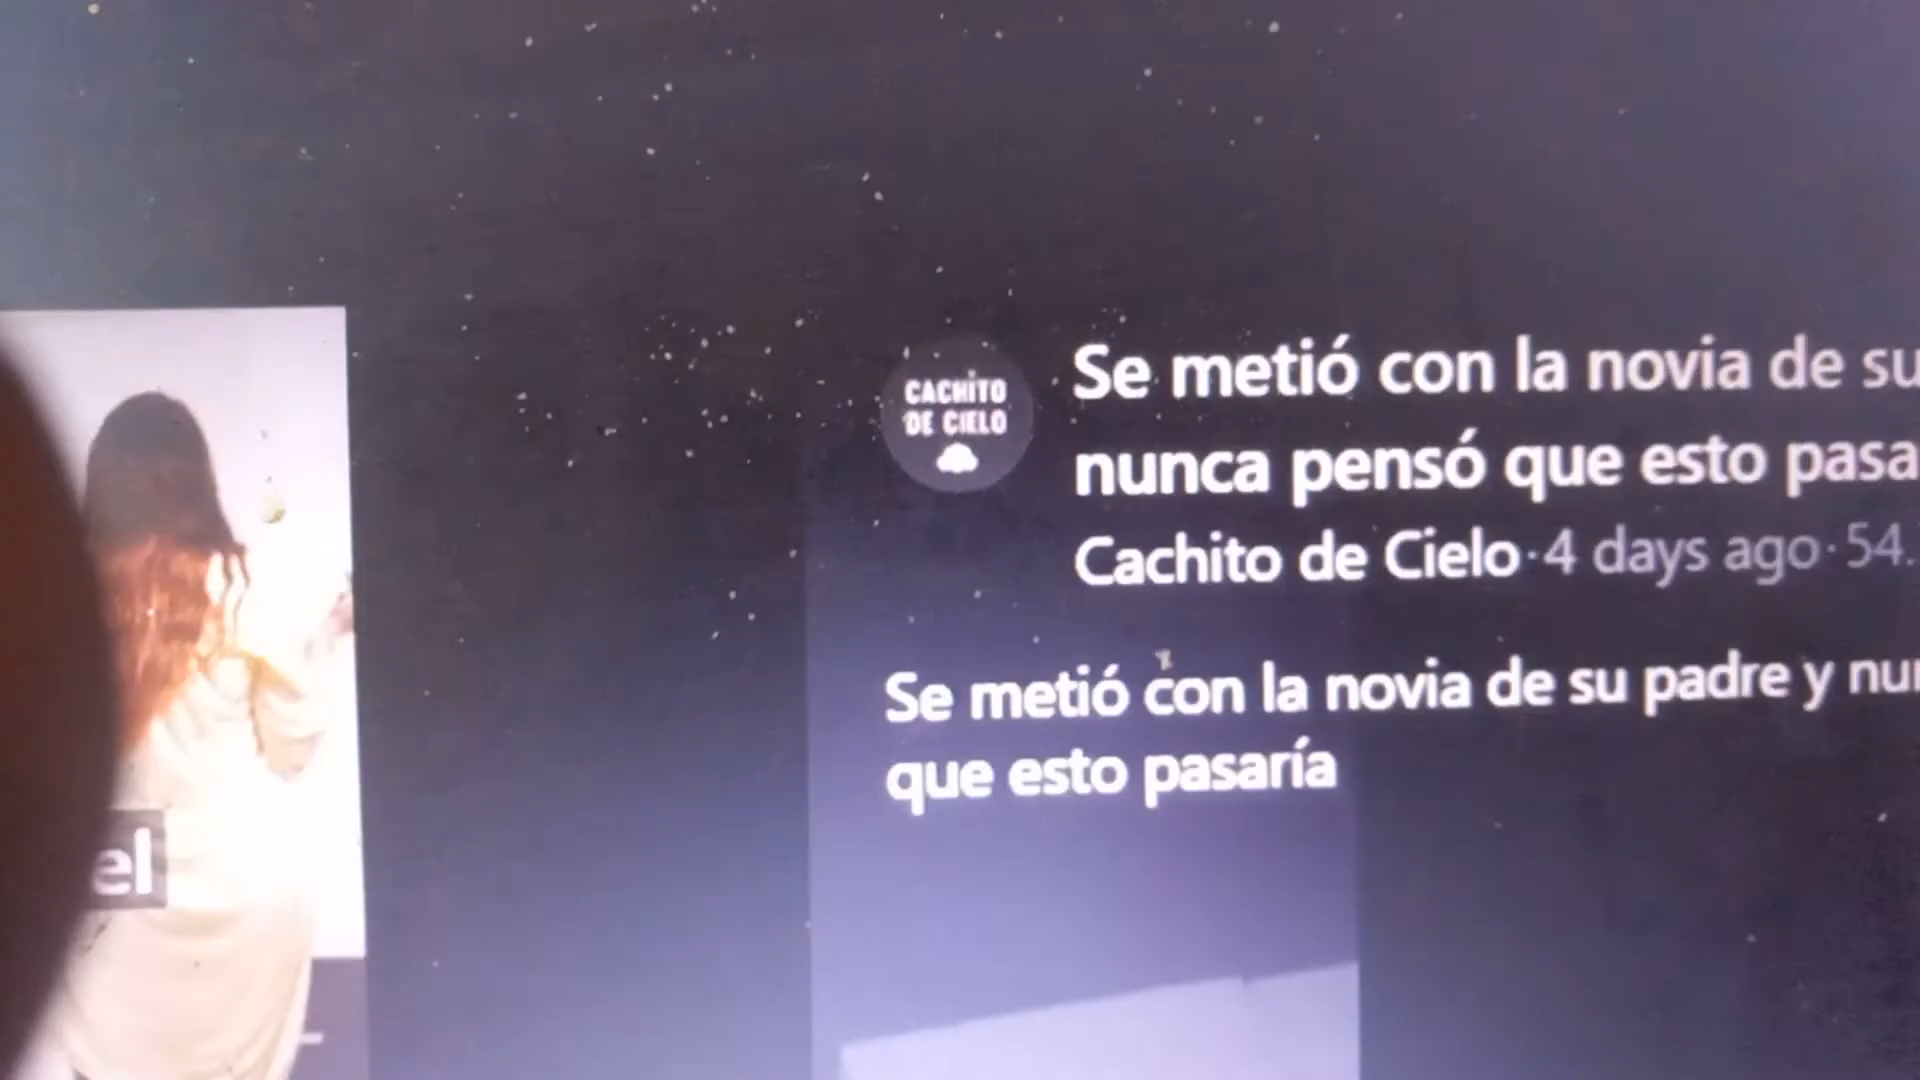 CACHITO
DE CIELO
Se metió con la novia de su
nunca pensó que esto pasa
Cachito de Cielo · 4 days ago · 54.
Se metió con la novia de su padre y nu
que esto pasaría
el